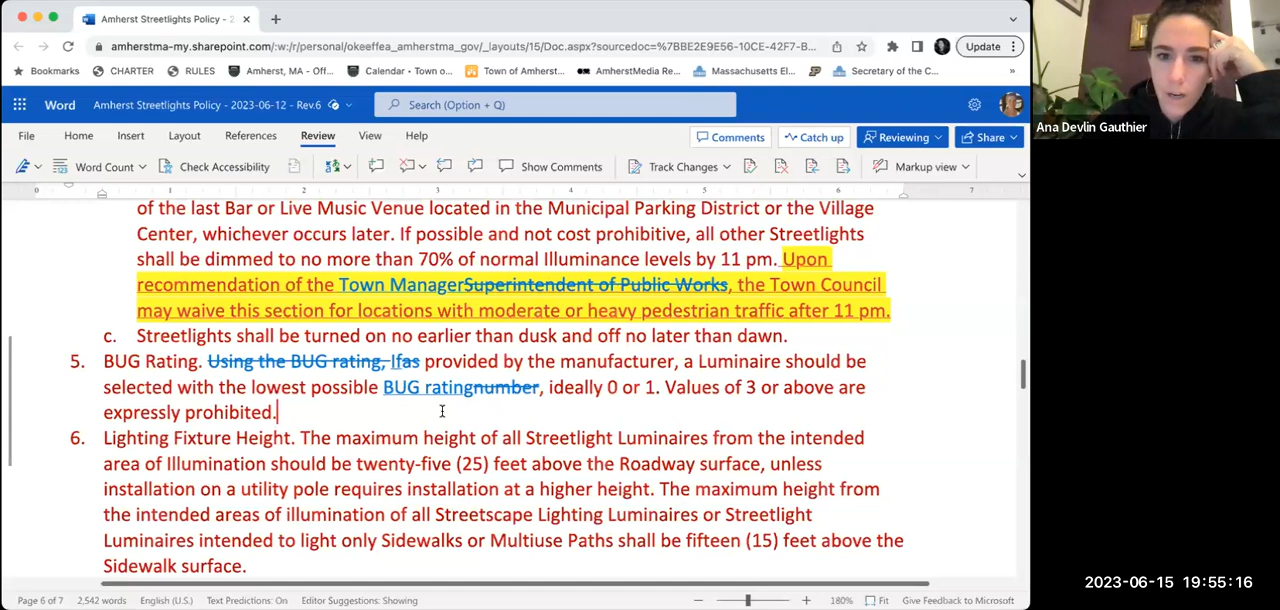 Amherst Streetlights Policy - 2
amherstma-my.sharepoint.com/:w:/r/personal/okeeffea_amherstma_gov/_layouts/15/Doc.aspx?sourcedoc=%7BBE2E9E56-10CE-42F7-B...
Update
Bookmarks CHARTER RULES Amherst, MA - Off... Calendar • Town o... Town of Amherst... AmherstMedia Re... Massachusetts El... Secretary of the C... »
Word Amherst Streetlights Policy - 2023-06-12 - Rev.6 Search (Option + Q)
File Home Insert Layout References Review View Help Comments Catch up Reviewing Share
Word Count Check Accessibility Show Comments Track Changes Markup view
0 1 2 3 4 5 6 7
of the last Bar or Live Music Venue located in the Municipal Parking District or the Village
Center, whichever occurs later. If possible and not cost prohibitive, all other Streetlights
shall be dimmed to no more than 70% of normal Illuminance levels by 11 pm. Upon
recommendation of the Town ManagerSuperintendent of Public Works, the Town Council
may waive this section for locations with moderate or heavy pedestrian traffic after 11 pm.
c. Streetlights shall be turned on no earlier than dusk and off no later than dawn.
5. BUG Rating. Using the BUG rating, Ifas provided by the manufacturer, a Luminaire should be
selected with the lowest possible BUG ratingnumber, ideally 0 or 1. Values of 3 or above are
expressly prohibited.
6. Lighting Fixture Height. The maximum height of all Streetlight Luminaires from the intended
area of Illumination should be twenty-five (25) feet above the Roadway surface, unless
installation on a utility pole requires installation at a higher height. The maximum height from
the intended areas of illumination of all Streetscape Lighting Luminaires or Streetlight
Luminaires intended to light only Sidewalks or Multiuse Paths shall be fifteen (15) feet above the
Sidewalk surface.
Page 6 of 7 2,542 words English (U.S.) Text Predictions: On Editor Suggestions: Showing 180% Fit Give Feedback to Microsoft
Ana Devlin Gauthier
2023-06-15 19:55:16